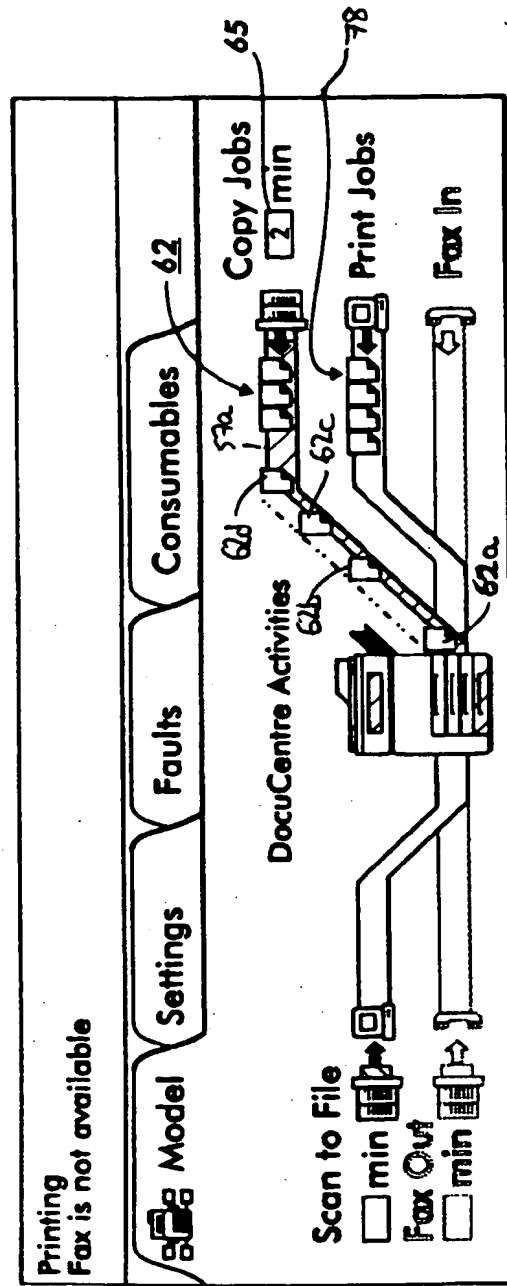 Printing
Fax is not available
Model
Settings
Faults
Consumables
DocuCentre Activities
Scan to File
min
Fax Out
min
Copy Jobs
2 min
Print Jobs
Fax In
62
65
78
57a
62d
62c
62b
62a